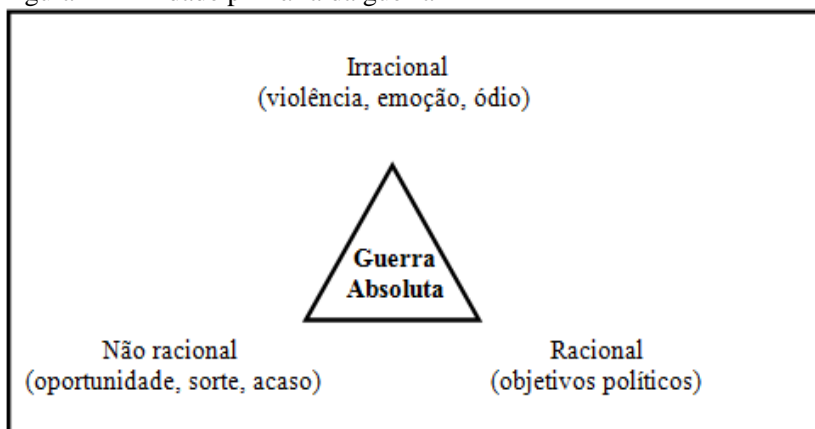 Irracional
(violência, emoção, ódio)
Guerra
Absoluta
Não racional
(oportunidade, sorte, acaso)
Racional
(objetivos políticos)